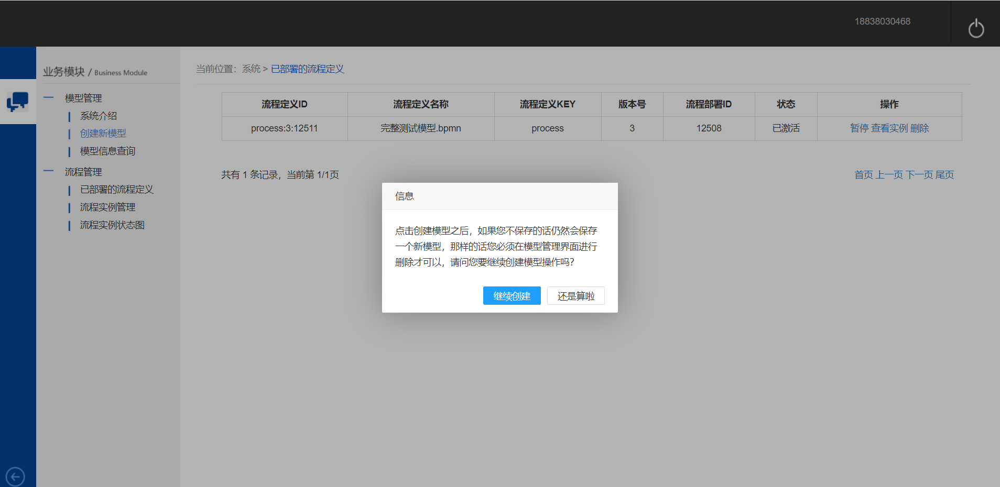 18838030468
业务模块 / Business Module
模型管理
系统介绍
创建新模型
模型信息查询
流程管理
已部署的流程定义
流程实例管理
流程实例状态图
当前位置：系统 > 已部署的流程定义
流程定义ID 流程定义名称 流程定义KEY 版本号 流程部署ID 状态 操作
process:3:12511 完整测试模型.bpmn process 3 12508 已激活 暂停 查看实例 删除
共有 1 条记录，当前第 1/1页
首页 上一页 下一页 尾页
信息
点击创建模型之后，如果您不保存的话仍然会保存
一个新模型，那样的话您必须在模型管理界面进行
删除才可以，请问您要继续创建模型操作吗？
继续创建 还是算啦